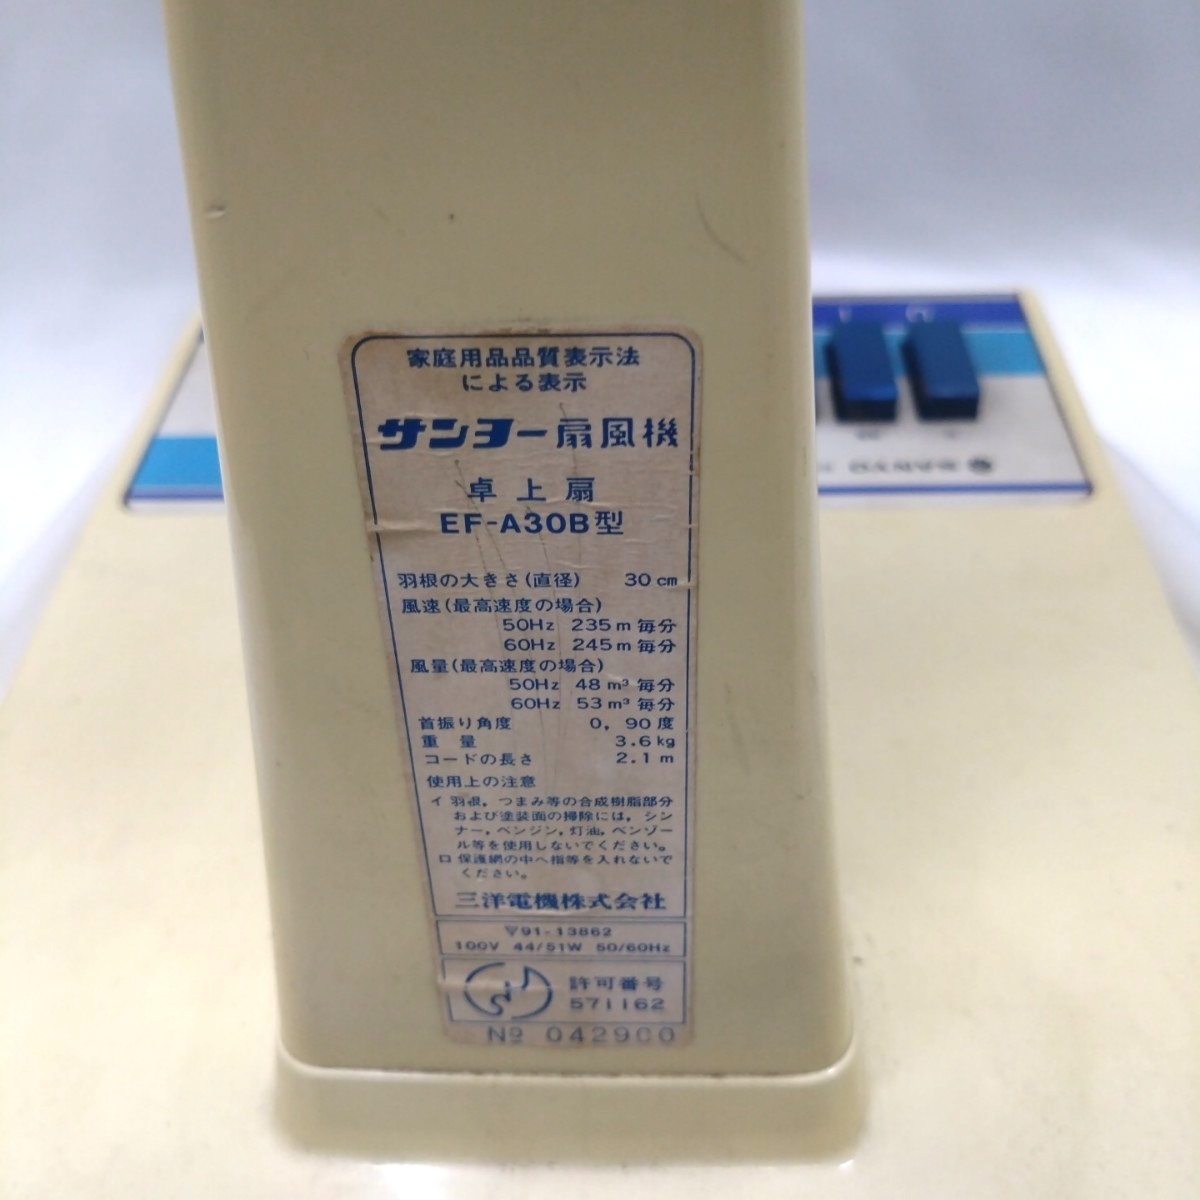 家庭用品品質表示法
による表示
サンヨー扇風機
卓上扇
EF-A30B型
羽根の大きさ(直径) 30cm
風速(最高速度の場合)
50Hz 235m毎分
60Hz 245m毎分
風量(最高速度の場合)
50Hz 48m³毎分
60Hz 53m³毎分
首振り角度 0，90度
重量 3.6kg
コードの長さ 2.1m
使用上の注意
イ 羽根，つまみ等の合成樹脂部分
および塗装面の掃除には，シン
ナー，ベンジン，灯油，ベンゾー
ル等を使用しないでください。
ロ 保護網の中へ指等を入れないで
ください。
三洋電機株式会社
▽91-13862
100V 44/51W 50/60Hz
許可番号
571162
№ 042900
SANYO